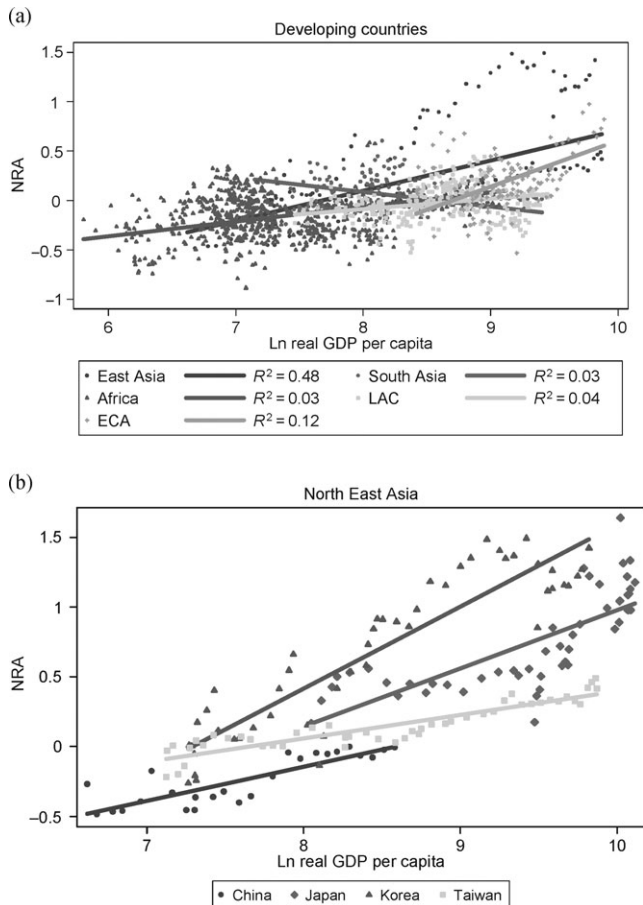 (a)
Developing countries
1.5
1
0.5
0
−0.5
−1
NRA
6 7 8 9 10
Ln real GDP per capita
East Asia R² = 0.48 South Asia R² = 0.03
Africa R² = 0.03 LAC R² = 0.04
ECA R² = 0.12
(b)
North East Asia
1.5
1
0.5
0
−0.5
NRA
7 8 9 10
Ln real GDP per capita
China Japan Korea Taiwan